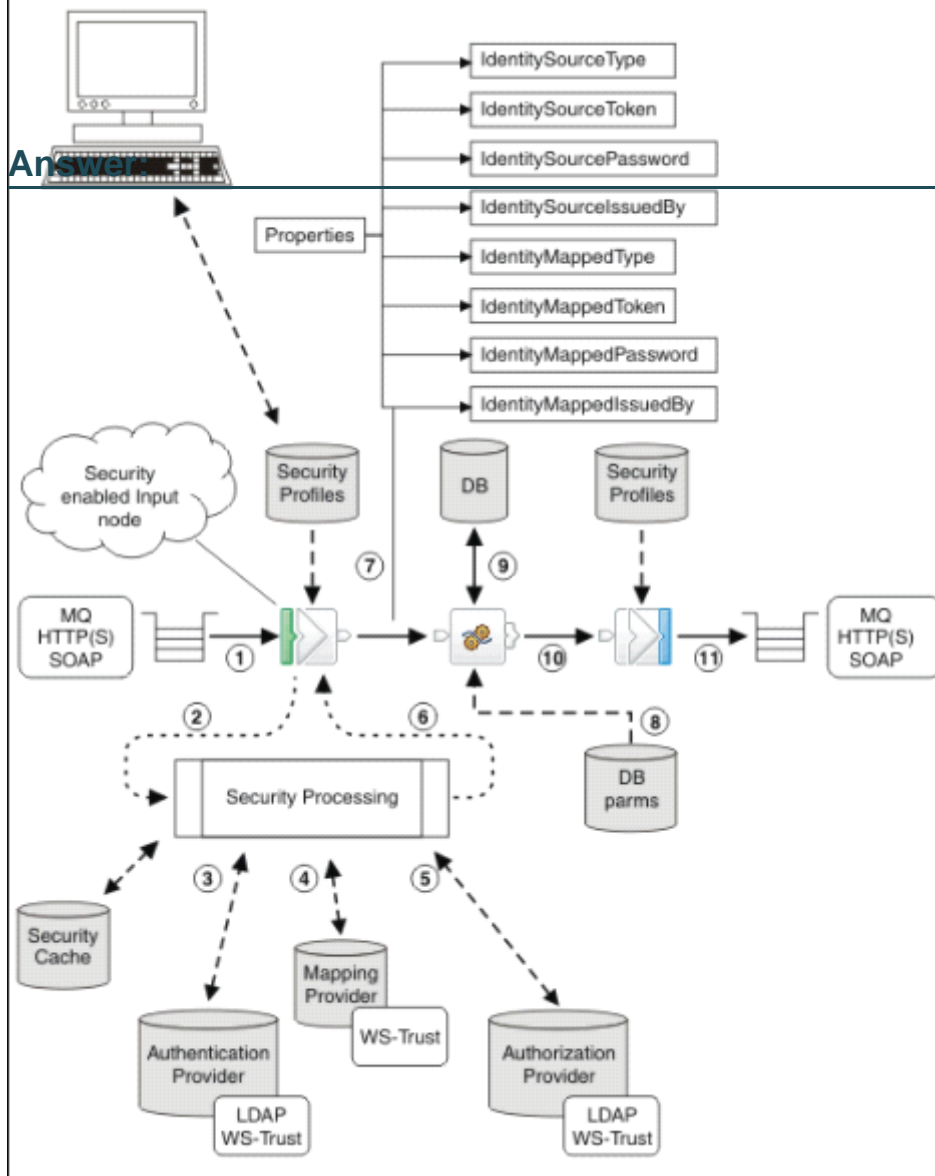 IdentitySourceType
IdentitySourceToken
Answer:
IdentitySourcePassword
IdentitySourceIssuedBy
Properties
IdentityMappedType
IdentityMappedToken
IdentityMappedPassword
IdentityMappedIssuedBy
Security
enabled Input
node
Security
Profiles
DB
Security
Profiles
7
9
MQ
HTTP(S)
SOAP
1
10
11
MQ
HTTP(S)
SOAP
2
6
8
Security Processing
DB
parms
3
4
5
Security
Cache
Mapping
Provider
WS-Trust
Authentication
Provider
LDAP
WS-Trust
Authorization
Provider
LDAP
WS-Trust